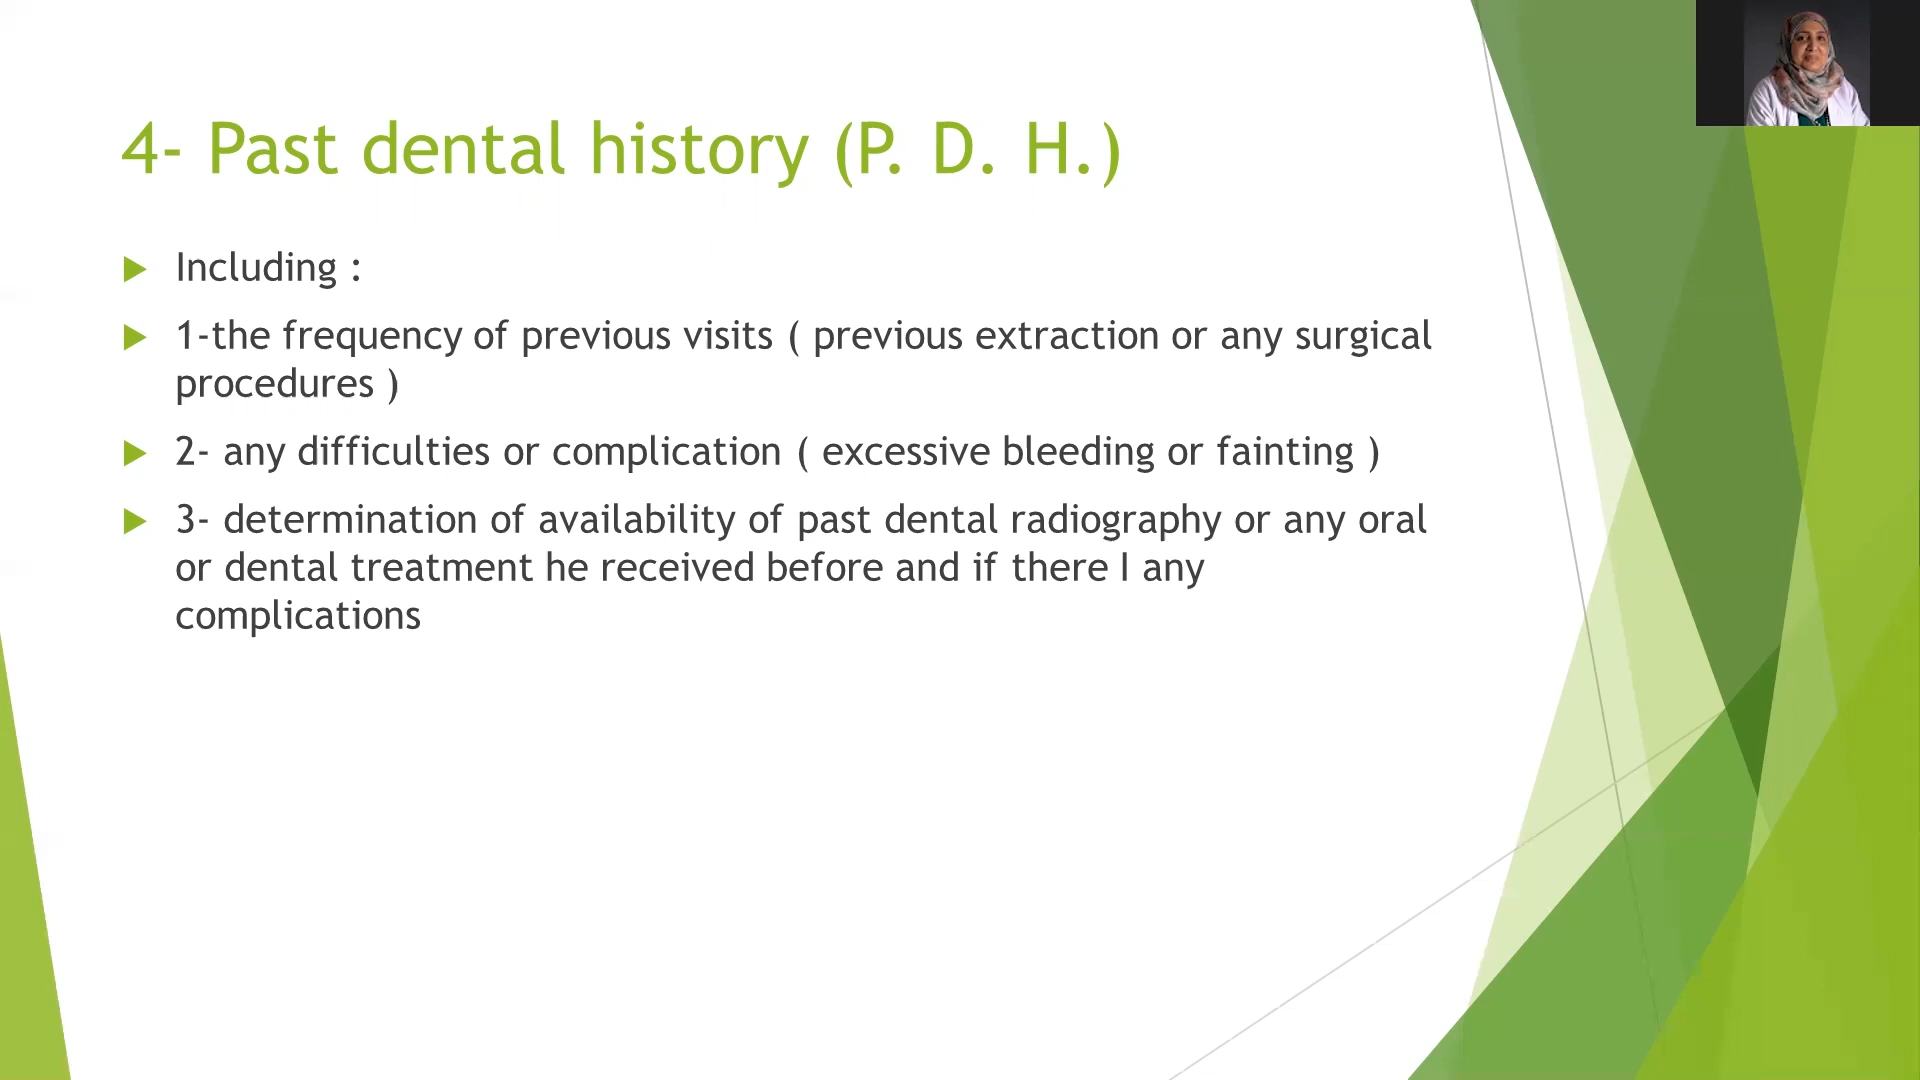 4- Past dental history (P. D. H.)
Including :
1-the frequency of previous visits ( previous extraction or any surgical
procedures )
2- any difficulties or complication ( excessive bleeding or fainting )
3- determination of availability of past dental radiography or any oral
or dental treatment he received before and if there I any
complications